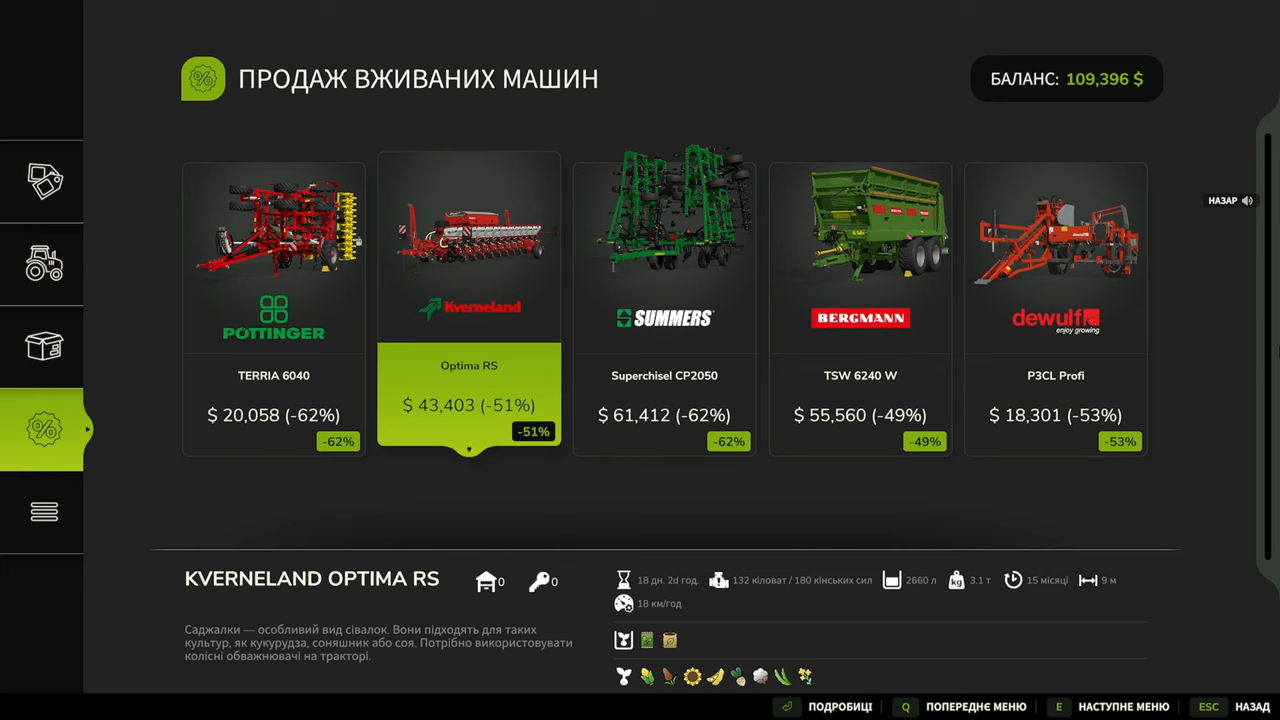 ПРОДАЖ ВЖИВАНИХ МАШИН
БАЛАНС: 109,396 $
НАЗАР
PÖTTINGER
Kverneland
SUMMERS
BERGMANN
dewulf
enjoy growing
TERRIA 6040
Optima RS
Superchisel CP2050
TSW 6240 W
P3CL Profi
$ 20,058 (-62%)
$ 43,403 (-51%)
$ 61,412 (-62%)
$ 55,560 (-49%)
$ 18,301 (-53%)
-62%
-51%
-62%
-49%
-53%
KVERNELAND OPTIMA RS
0
0
18 дн. 2d год.
132 кіловат / 180 кінських сил
2660 л
3.1 т
15 місяці
9 м
18 км/год
Саджалки — особливий вид сівалок. Вони підходять для таких
культур, як кукурудза, соняшник або соя. Потрібно використовувати
колісні обважнювачі на тракторі.
ПОДРОБИЦІ
Q ПОПЕРЕДНЄ МЕНЮ
E НАСТУПНЕ МЕНЮ
ESC НАЗАД